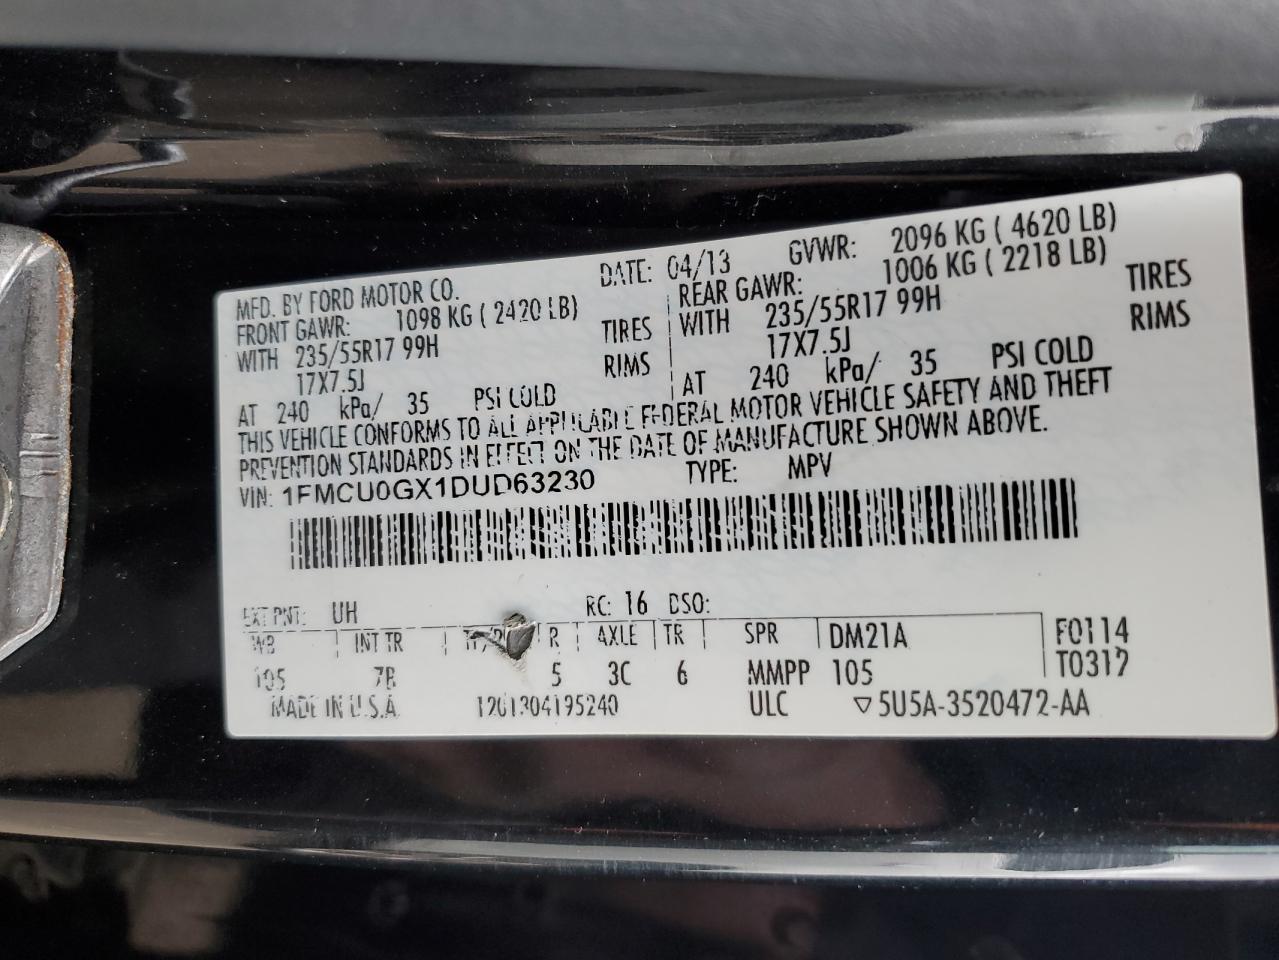 MFD. BY FORD MOTOR CO. DATE: 04/13 GVWR: 2096 KG ( 4620 LB)
FRONT GAWR: 1098 KG ( 2420 LB) REAR GAWR: 1006 KG ( 2218 LB)
WITH 235/55R17 99H TIRES WITH 235/55R17 99H TIRES
17X7.5J RIMS 17X7.5J RIMS
AT 240 kPa/ 35 PSI COLD AT 240 kPa/ 35 PSI COLD
THIS VEHICLE CONFORMS TO ALL APPLICABLE FEDERAL MOTOR VEHICLE SAFETY AND THEFT
PREVENTION STANDARDS IN EFFECT ON THE DATE OF MANUFACTURE SHOWN ABOVE.
VIN: 1FMCU0GX1DUD63230 TYPE: MPV
EXT PNT: UH RC: 16 DSO:
WB INT TR TP/ R AXLE TR SPR DM21A F0114
105 7B 5 3C 6 MMPP 105 T0317
MADE IN U.S.A. 1201304195240 ULC ▽5U5A-3520472-AA